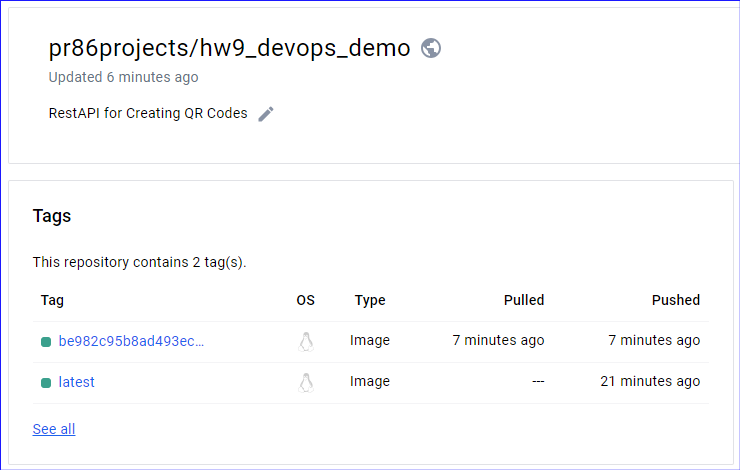 pr86projects/hw9_devops_demo
Updated 6 minutes ago
RestAPI for Creating QR Codes
Tags
This repository contains 2 tag(s).
Tag OS Type Pulled Pushed
be982c95b8ad493ec... Image 7 minutes ago 7 minutes ago
latest Image --- 21 minutes ago
See all